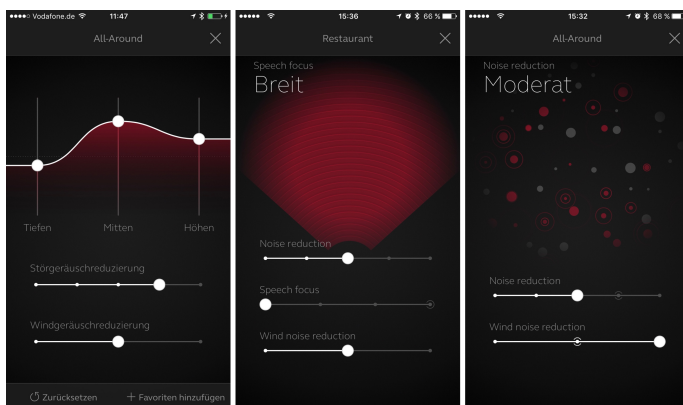 Vodafone.de 11:47
All-Around
Tiefen Mitten Höhen
Störgeräuschreduzierung
Windgeräuschreduzierung
Zurücksetzen + Favoriten hinzufügen
15:36 66 %
Restaurant
Speech focus
Breit
Noise reduction
Speech focus
Wind noise reduction
15:32 68 %
All-Around
Noise reduction
Moderat
Noise reduction
Wind noise reduction